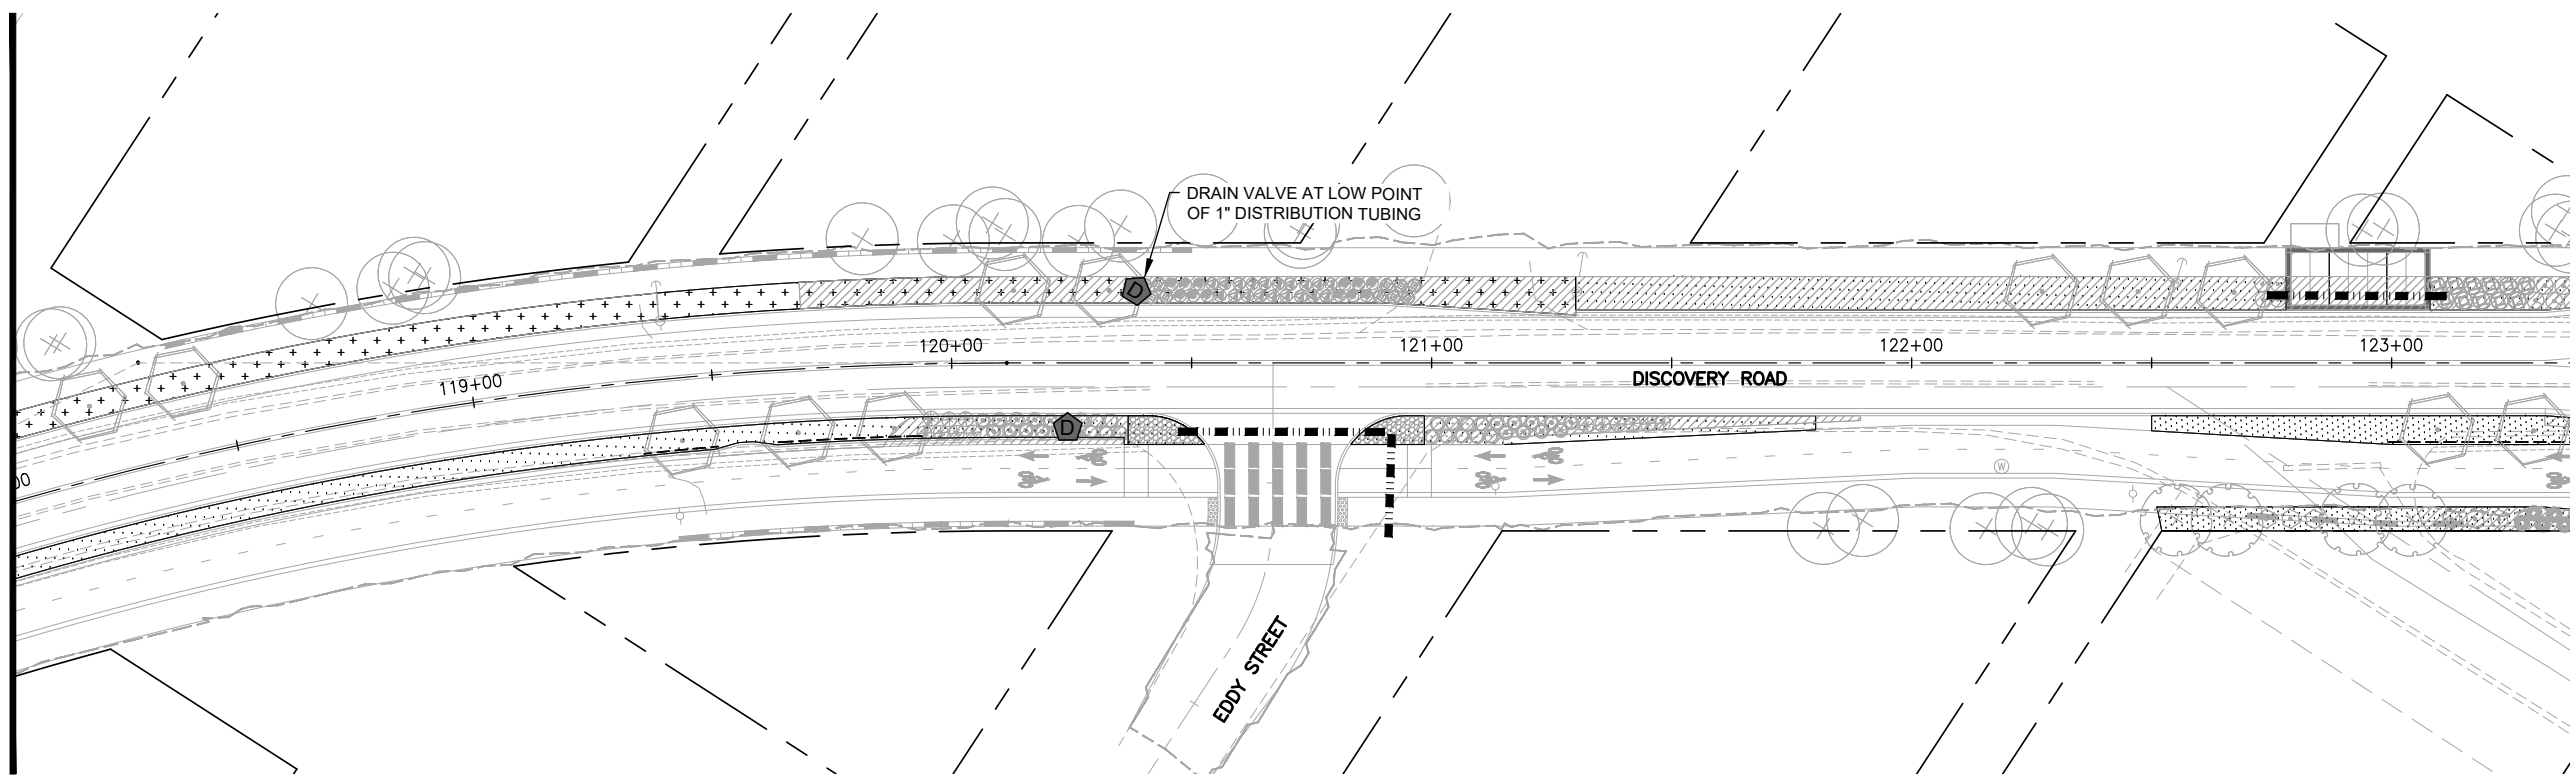 DRAIN VALVE AT LOW POINT
OF 1" DISTRIBUTION TUBING
D
120+00
121+00
122+00
123+00
119+00
DISCOVERY ROAD
D
W
00
EDDY STREET